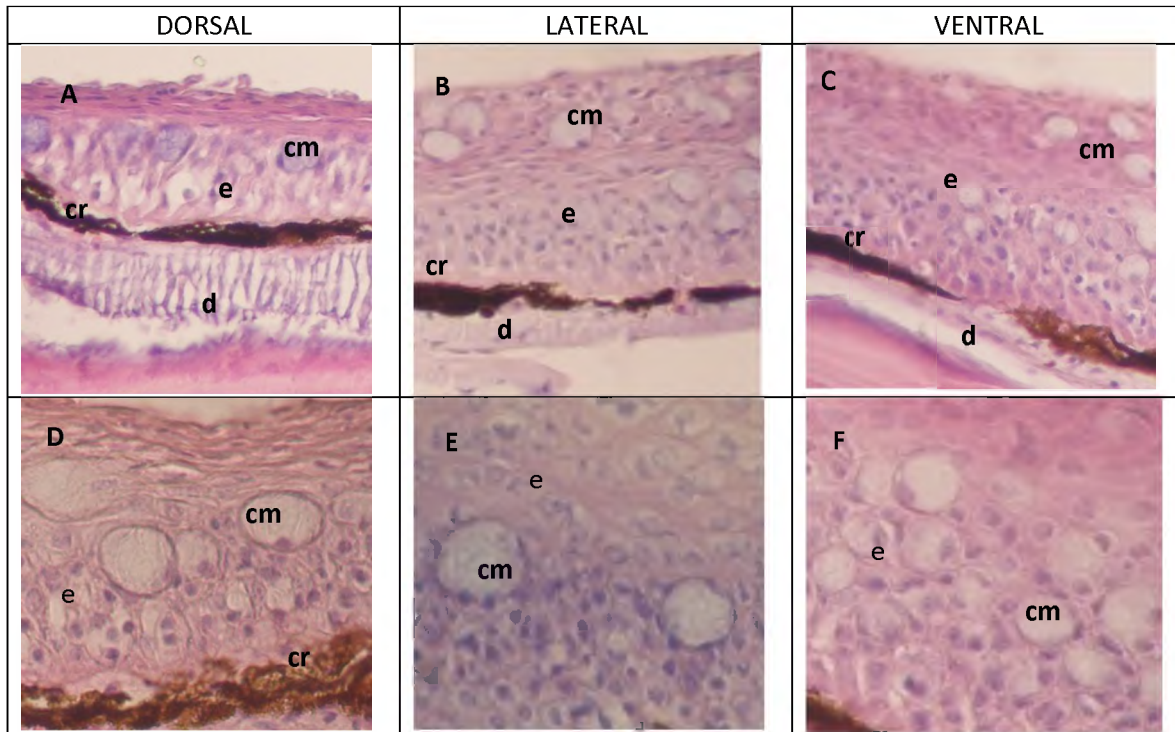 DORSAL LATERAL VENTRAL
A B C
cm cm cm
e e e
cr cr cr
d d d
D E F
cm e e
e cm cm
cr